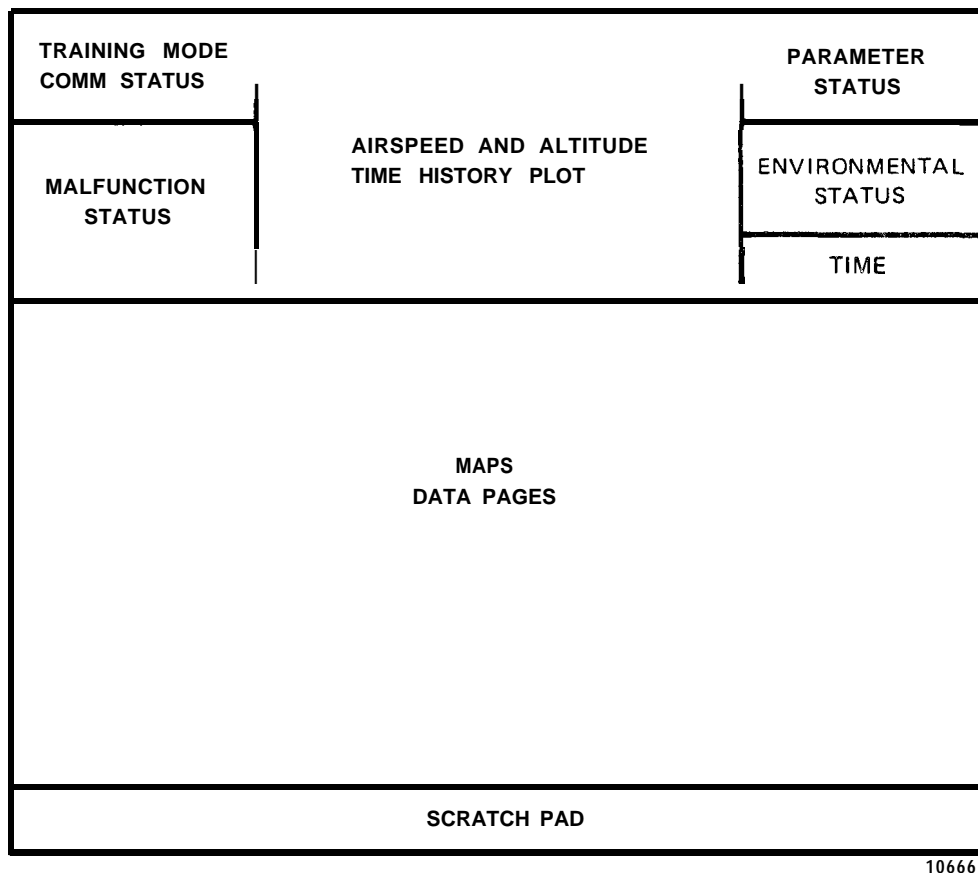 TRAINING MODE
COMM STATUS
MALFUNCTION
STATUS
AIRSPEED AND ALTITUDE
TIME HISTORY PLOT
PARAMETER
STATUS
ENVIRONMENTAL
STATUS
TIME
MAPS
DATA PAGES
SCRATCH PAD
10666